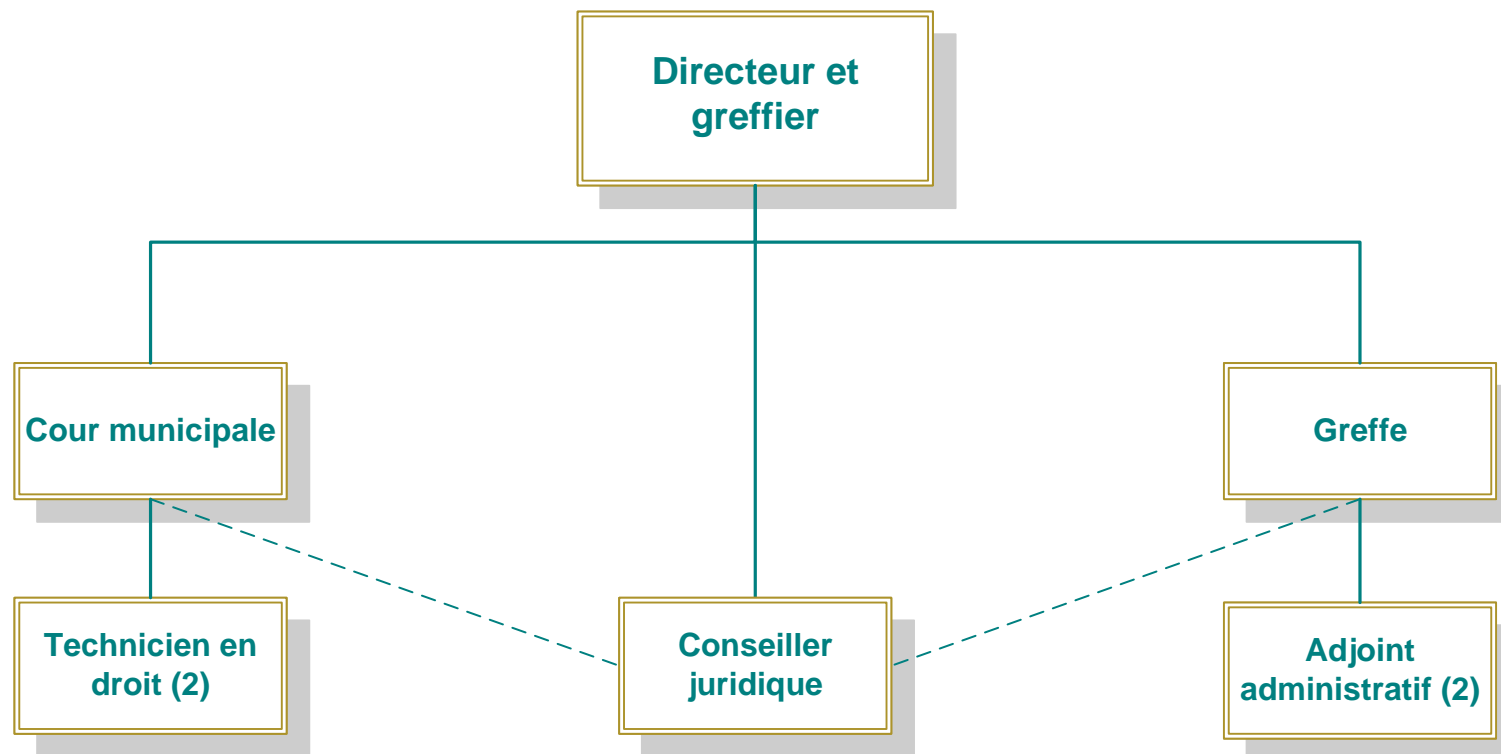 Directeur et
greffier
Cour municipale
Greffe
Technicien en
droit (2)
Conseiller
juridique
Adjoint
administratif (2)